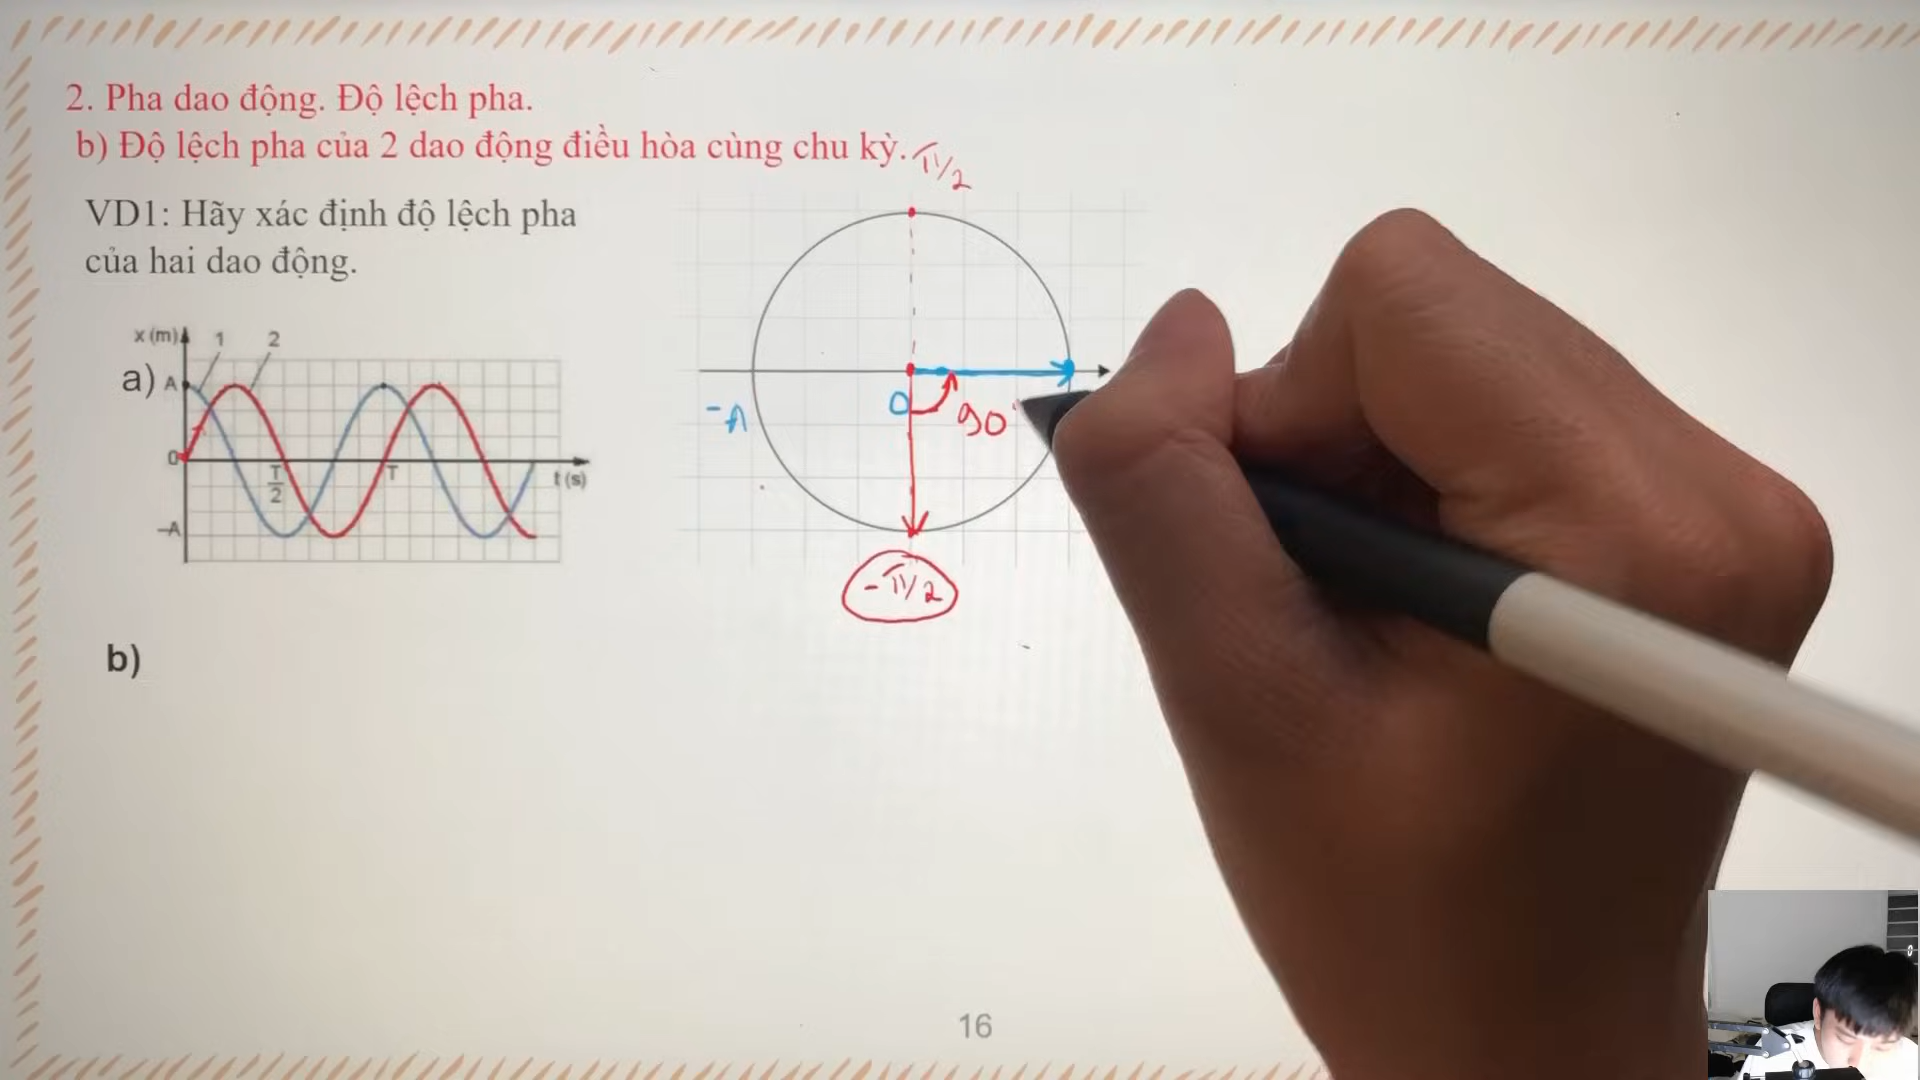 2. Pha dao động. Độ lệch pha.
b) Độ lệch pha của 2 dao động điều hòa cùng chu kỳ.
π/2
VD1: Hãy xác định độ lệch pha
của hai dao động.
x (m)
1
2
a)
A
0
T/2
T
t (s)
-A
-A
O
90°
-π/2
b)
16